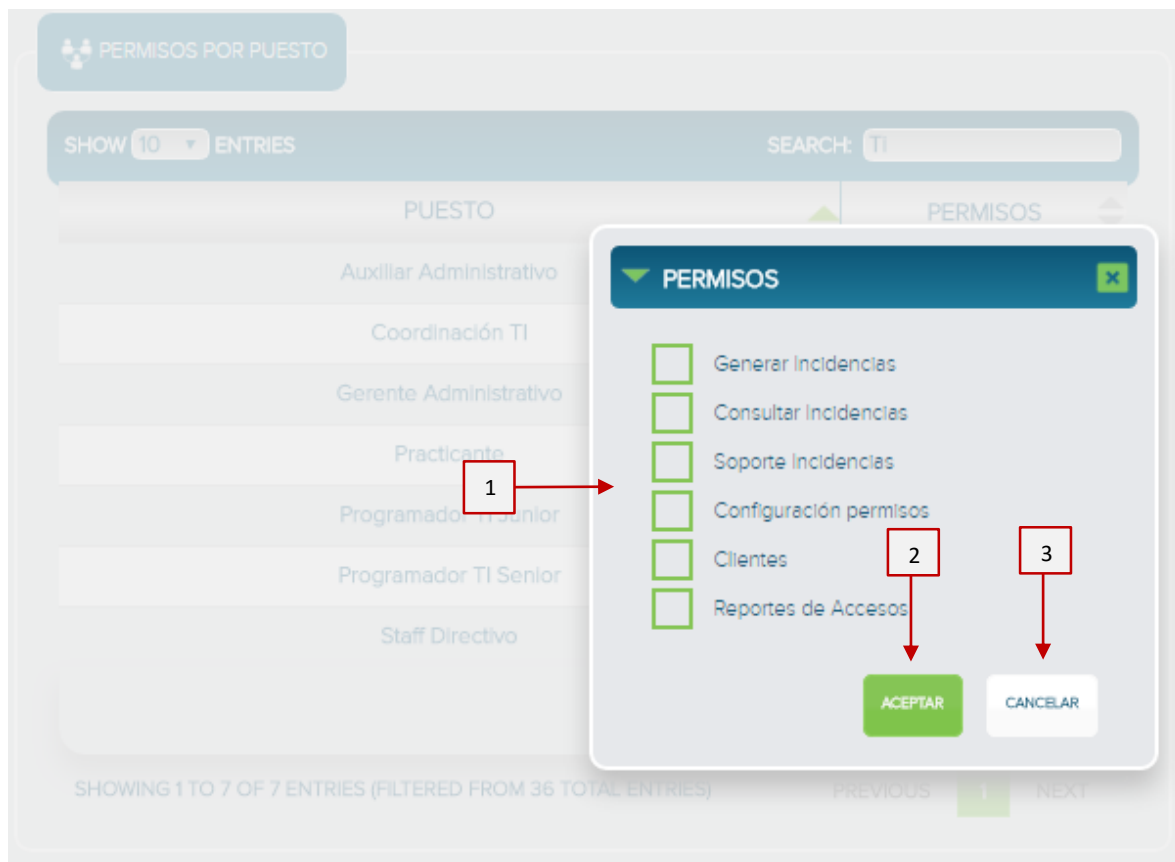 PERMISOS POR PUESTO
SHOW 10 ENTRIES SEARCH: TI
PUESTO PERMISOS
Auxiliar Administrativo
Coordinación TI
Gerente Administrativo
Practicante
Programador TI Junior
Programador TI Senior
Staff Directivo
PERMISOS
Generar Incidencias
Consultar Incidencias
Soporte Incidencias
1
Configuración permisos
Clientes
2
3
Reportes de Accesos
ACEPTAR CANCELAR
SHOWING 1 TO 7 OF 7 ENTRIES (FILTERED FROM 36 TOTAL ENTRIES) PREVIOUS 1 NEXT